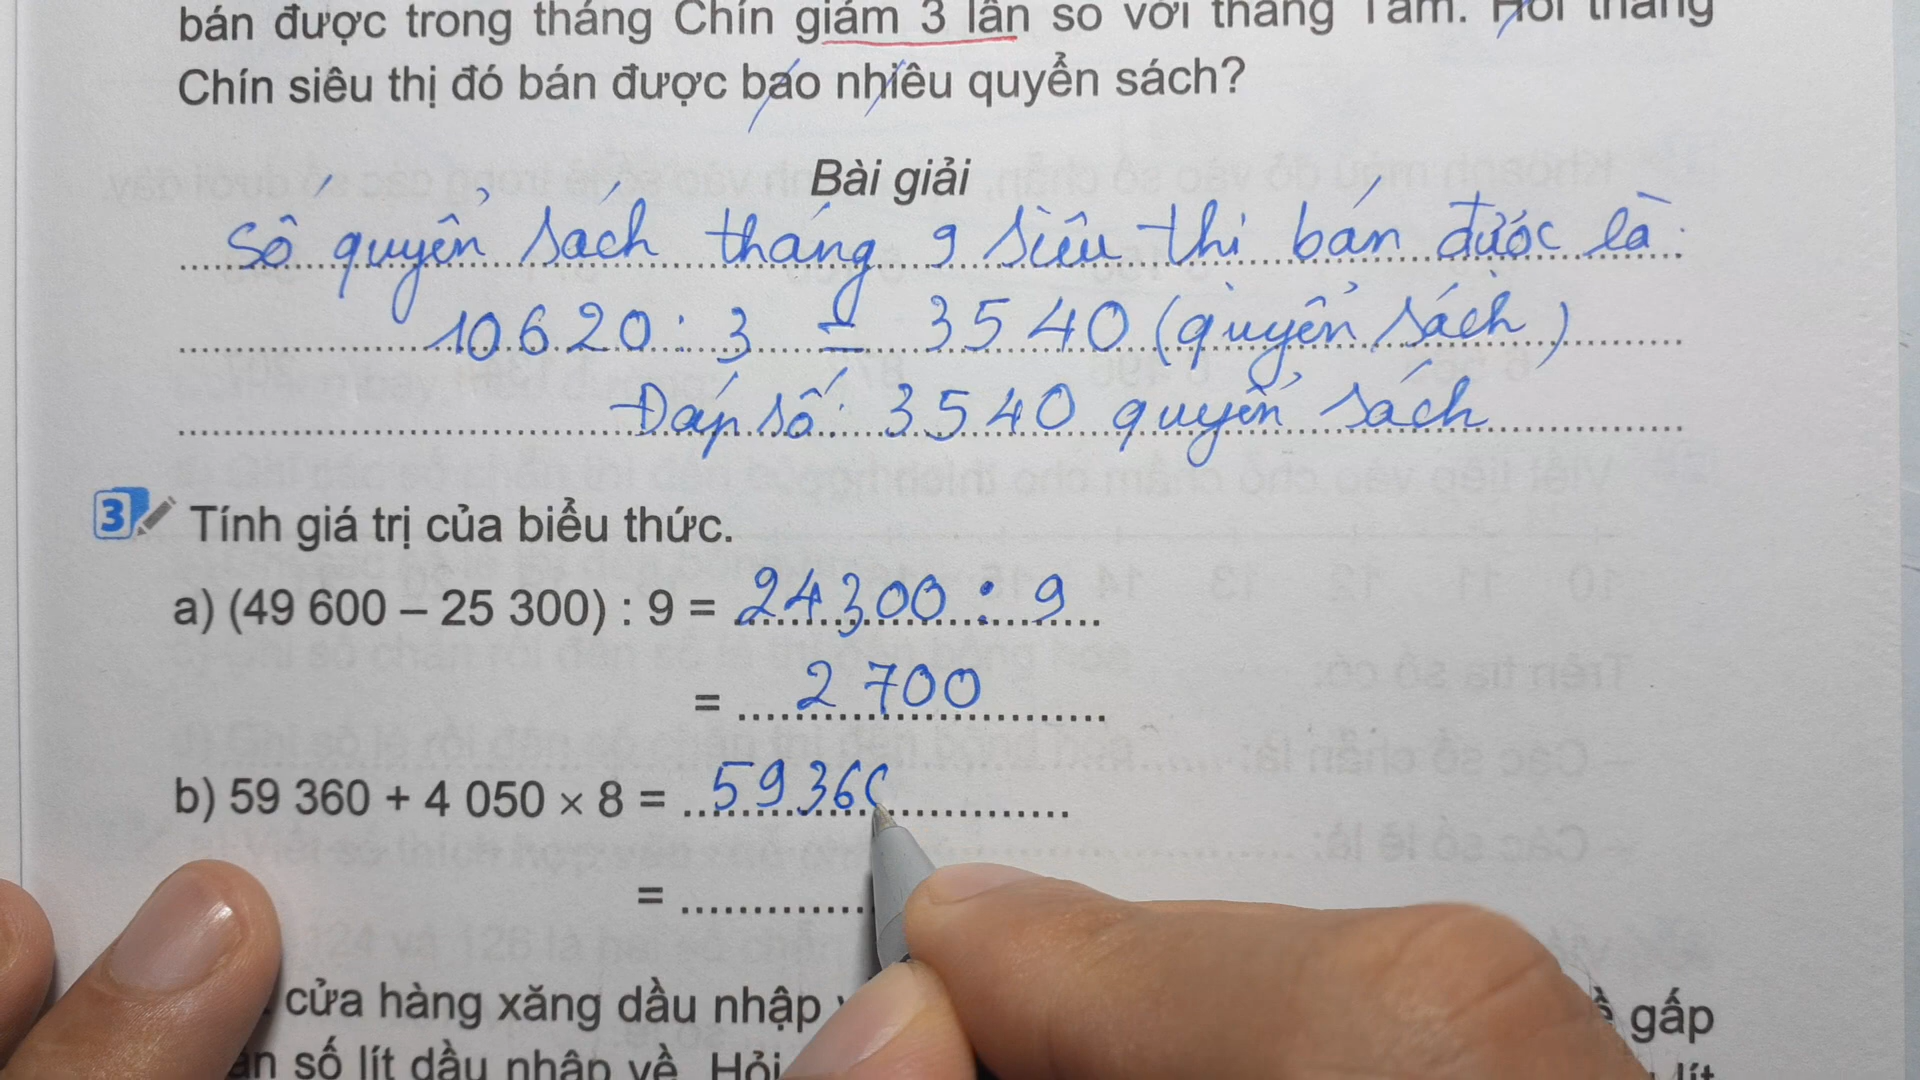 bán được trong tháng Chín giảm 3 lần so với tháng Tám. Hỏi tháng
Chín siêu thị đó bán được bao nhiêu quyển sách?
Bài giải
Số quyển sách tháng 9 siêu thị bán được là:
10620 : 3 = 3540 (quyển sách)
Đáp số: 3540 quyển sách
3 Tính giá trị của biểu thức.
a) (49 600 – 25 300) : 9 = 24300 : 9
= 2 700
b) 59 360 + 4 050 × 8 = 59360
=
cửa hàng xăng dầu nhập gấp
số lít dầu nhập về. Hỏi lít